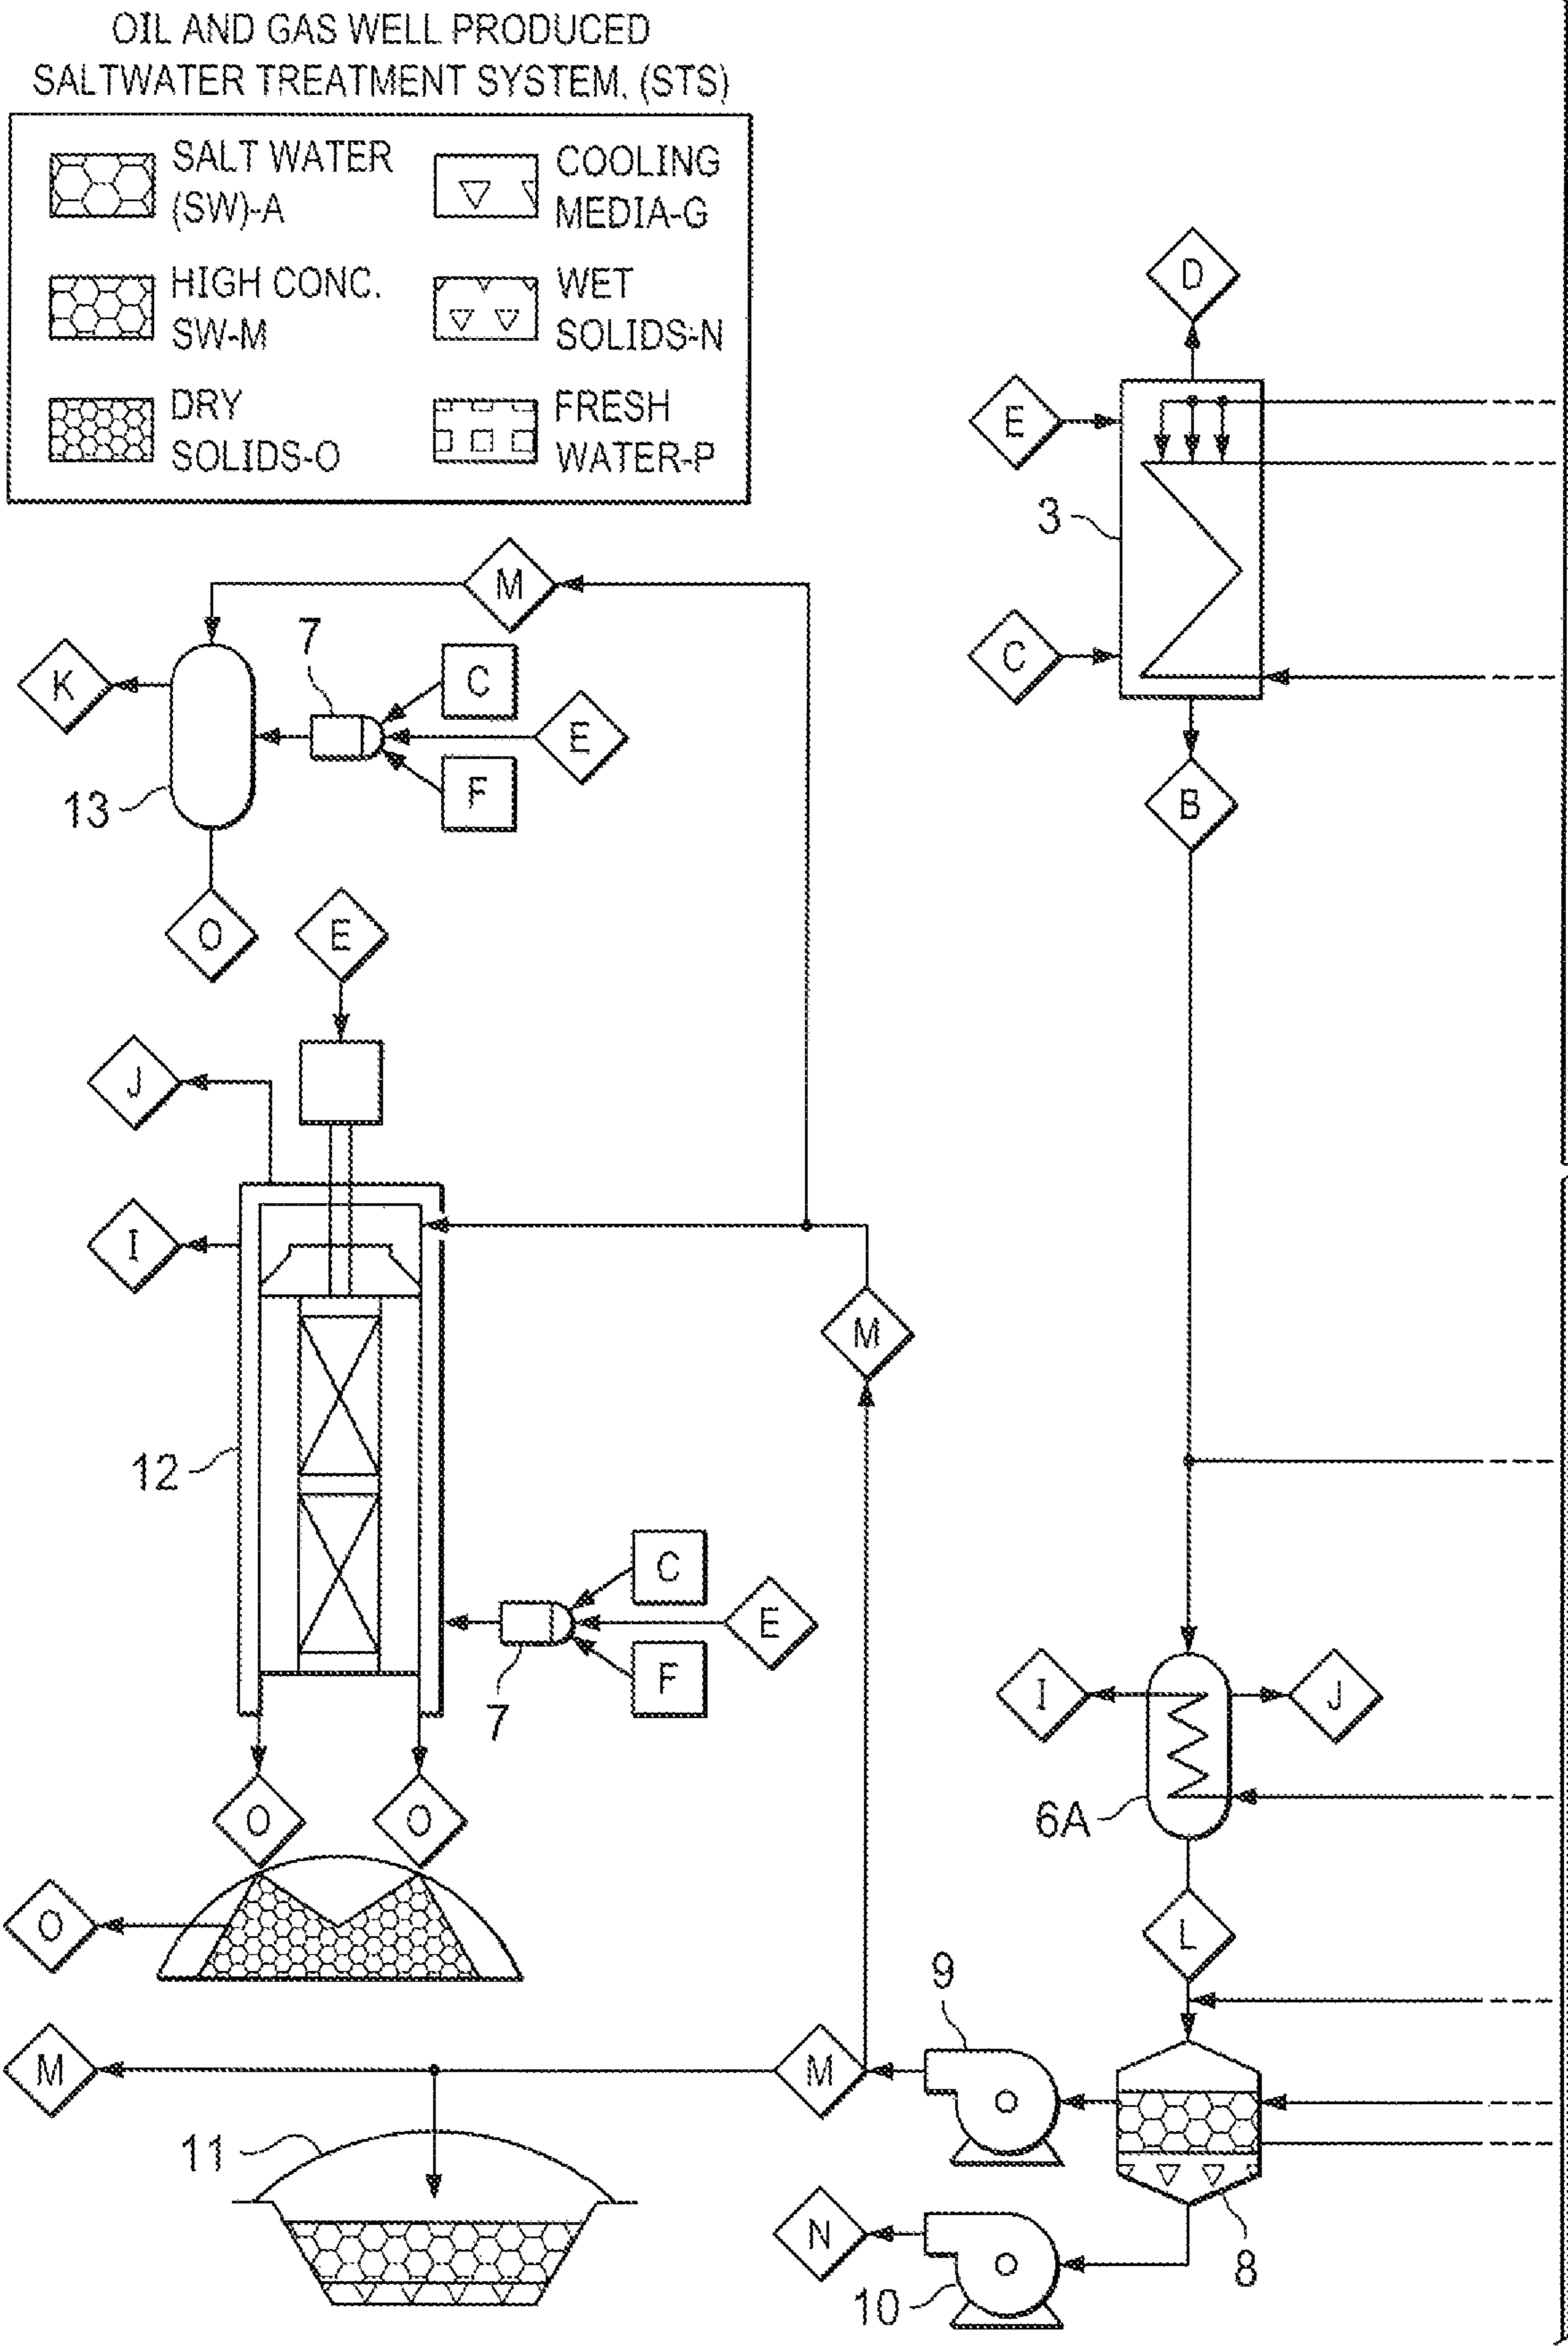 OIL AND GAS WELL PRODUCED
SALTWATER TREATMENT SYSTEM, (STS)
SALT WATER
(SW)-A
COOLING
MEDIA-G
HIGH CONC.
SW-M
WET
SOLIDS-N
DRY
SOLIDS-O
FRESH
WATER-P
D
E
3
C
B
M
7
K
C
E
F
13
O
E
J
I
M
12
C
E
F
7
I
J
6A
O
O
O
L
9
M
M
11
N
10
8